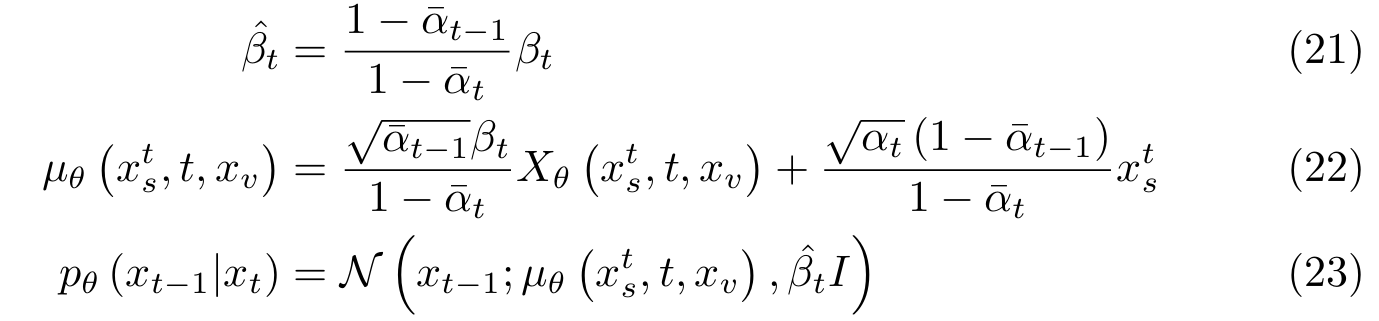 \hat{\beta}_t = \frac{1 - \bar{\alpha}_{t-1}}{1 - \bar{\alpha}_t} \beta_t (21)
\mu_\theta \left( x_s^t, t, x_v \right) = \frac{\sqrt{\bar{\alpha}_{t-1}} \beta_t}{1 - \bar{\alpha}_t} X_\theta \left( x_s^t, t, x_v \right) + \frac{\sqrt{\alpha_t} \left( 1 - \bar{\alpha}_{t-1} \right)}{1 - \bar{\alpha}_t} x_s^t (22)
p_\theta \left( x_{t-1} | x_t \right) = \mathcal{N} \left( x_{t-1}; \mu_\theta \left( x_s^t, t, x_v \right), \hat{\beta}_t I \right) (23)